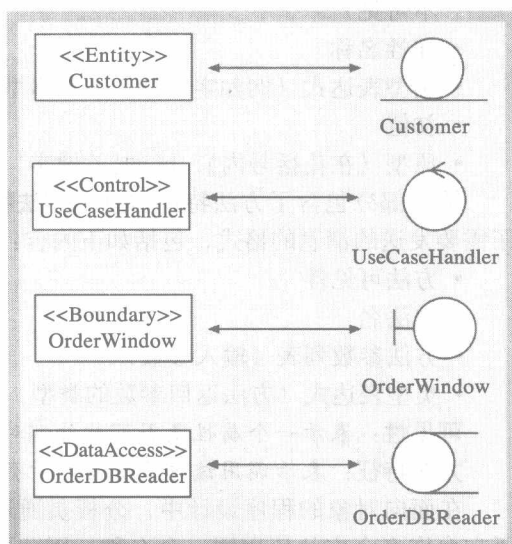 <<Entity>>
Customer
Customer
<<Control>>
UseCaseHandler
UseCaseHandler
<<Boundary>>
OrderWindow
OrderWindow
<<DataAccess>>
OrderDBReader
OrderDBReader